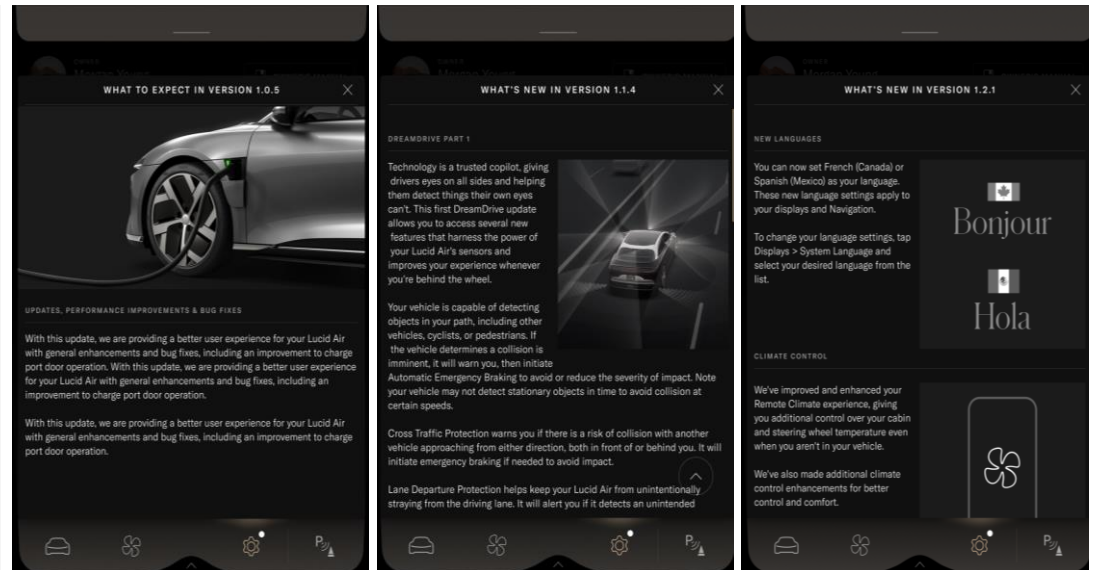 OWNER
WHAT TO EXPECT IN VERSION 1.0.5
UPDATES, PERFORMANCE IMPROVEMENTS & BUG FIXES
With this update, we are providing a better user experience for your Lucid Air
with general enhancements and bug fixes, including an improvement to charge
port door operation. With this update, we are providing a better user experience
for your Lucid Air with general enhancements and bug fixes, including an
improvement to charge port door operation.
With this update, we are providing a better user experience for your Lucid Air
with general enhancements and bug fixes, including an improvement to charge
port door operation.
P
OWNER
WHAT'S NEW IN VERSION 1.1.4
DREAMDRIVE PART 1
Technology is a trusted copilot, giving
drivers eyes on all sides and helping
them detect things their own eyes
can't. This first DreamDrive update
allows you to access several new
features that harness the power of
your Lucid Air's sensors and
improves your experience whenever
you're behind the wheel.
Your vehicle is capable of detecting
objects in your path, including other
vehicles, cyclists, or pedestrians. If
the vehicle determines a collision is
imminent, it will warn you, then initiate
Automatic Emergency Braking to avoid or reduce the severity of impact. Note
your vehicle may not detect stationary objects in time to avoid collision at
certain speeds.
Cross Traffic Protection warns you if there is a risk of collision with another
vehicle approaching from either direction, both in front of or behind you. It will
initiate emergency braking if needed to avoid impact.
Lane Departure Protection helps keep your Lucid Air from unintentionally
straying from the driving lane. It will alert you if it detects an unintended
P
OWNER
WHAT'S NEW IN VERSION 1.2.1
NEW LANGUAGES
You can now set French (Canada) or
Spanish (Mexico) as your language.
These new language settings apply to
your displays and Navigation.
To change your language settings, tap
Displays > System Language and
select your desired language from the
list.
Bonjour
Hola
CLIMATE CONTROL
We've improved and enhanced your
Remote Climate experience, giving
you additional control over your cabin
and steering wheel temperature even
when you aren't in your vehicle.
We've also made additional climate
control enhancements for better
control and comfort.
P